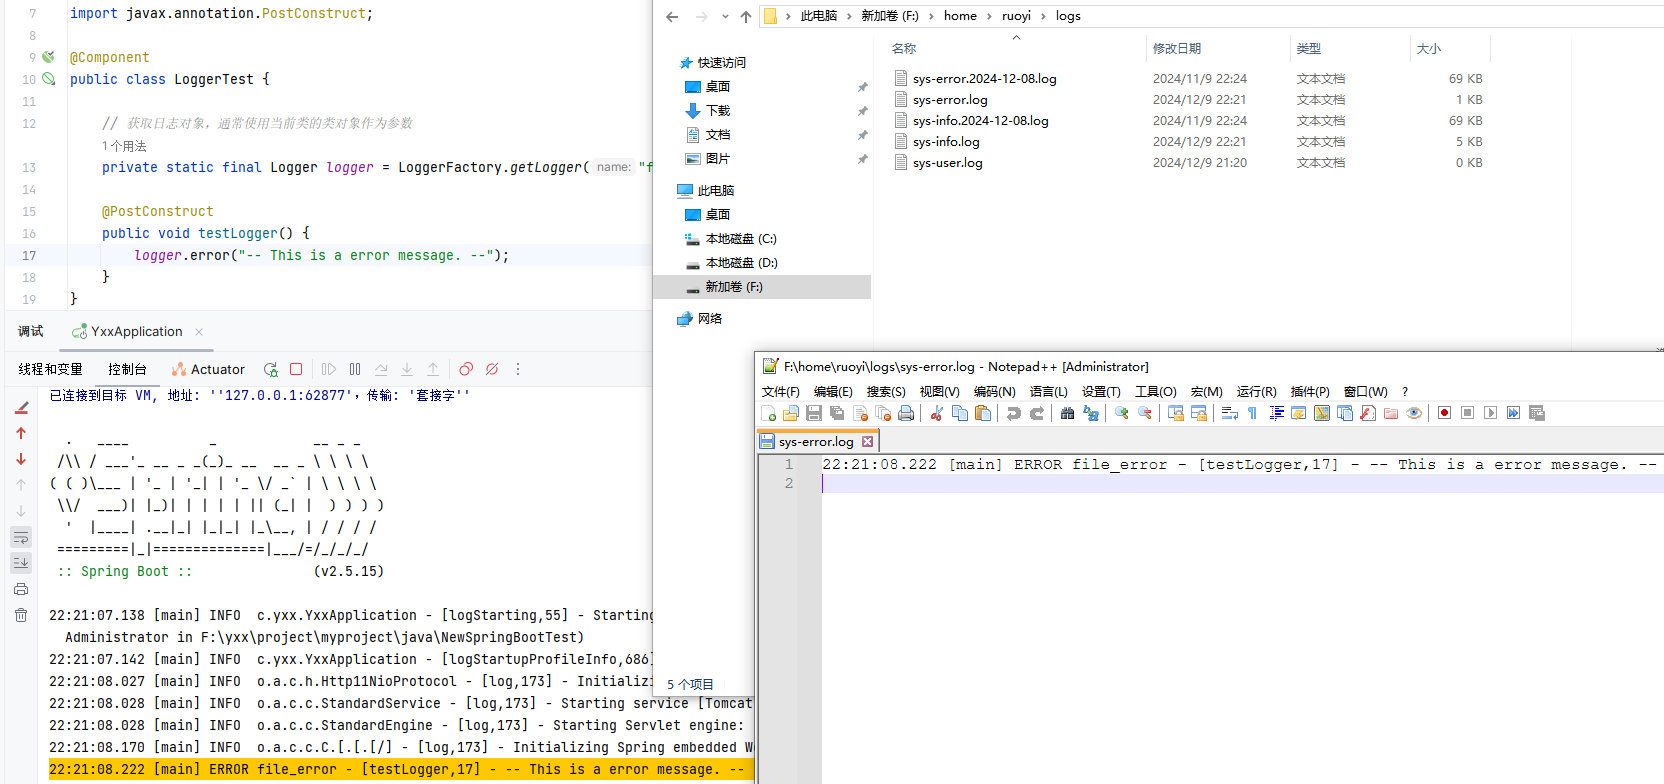 7 import javax.annotation.PostConstruct;
8
9 @Component
10 public class LoggerTest {
11
12 // 获取日志对象，通常使用当前类的类对象作为参数
1个用法
13 private static final Logger logger = LoggerFactory.getLogger( name: "f
14
15 @PostConstruct
16 public void testLogger() {
17 logger.error("-- This is a error message. --");
18 }
19 }
调试 YxxApplication
线程和变量 控制台 Actuator
已连接到目标 VM, 地址: ''127.0.0.1:62877'，传输: '套接字''
  .   ____          _            __ _ _
 /\\ / ___'_ __ _ _(_)_ __  __ _ \ \ \ \
( ( )\___ | '_ | '_| | '_ \/ _` | \ \ \ \
 \\/  ___)| |_)| | | | | || (_| |  ) ) ) )
  '  |____| .__|_| |_|_| |_\__, | / / / /
 =========|_|==============|___/=/_/_/_/
 :: Spring Boot :: (v2.5.15)
22:21:07.138 [main] INFO c.yxx.YxxApplication - [logStarting,55] - Starting
Administrator in F:\yxx\project\myproject\java\NewSpringBootTest)
22:21:07.142 [main] INFO c.yxx.YxxApplication - [logStartupProfileInfo,686]
22:21:08.027 [main] INFO o.a.c.h.Http11NioProtocol - [log,173] - Initializi
22:21:08.028 [main] INFO o.a.c.c.StandardService - [log,173] - Starting service [Tomcat
22:21:08.028 [main] INFO o.a.c.c.StandardEngine - [log,173] - Starting Servlet engine:
22:21:08.170 [main] INFO o.a.c.c.C.[.[.[/] - [log,173] - Initializing Spring embedded W
22:21:08.222 [main] ERROR file_error - [testLogger,17] - -- This is a error message. --
此电脑 › 新加卷 (F:) › home › ruoyi › logs
快速访问
桌面
下载
文档
图片
此电脑
桌面
本地磁盘 (C:)
本地磁盘 (D:)
新加卷 (F:)
网络
名称 修改日期 类型 大小
sys-error.2024-12-08.log 2024/11/9 22:24 文本文档 69 KB
sys-error.log 2024/12/9 22:21 文本文档 1 KB
sys-info.2024-12-08.log 2024/11/9 22:24 文本文档 69 KB
sys-info.log 2024/12/9 22:21 文本文档 5 KB
sys-user.log 2024/12/9 21:20 文本文档 0 KB
5 个项目
F:\home\ruoyi\logs\sys-error.log - Notepad++ [Administrator]
文件(F) 编辑(E) 搜索(S) 视图(V) 编码(N) 语言(L) 设置(T) 工具(O) 宏(M) 运行(R) 插件(P) 窗口(W) ?
sys-error.log
1 22:21:08.222 [main] ERROR file_error - [testLogger,17] - -- This is a error message. --
2